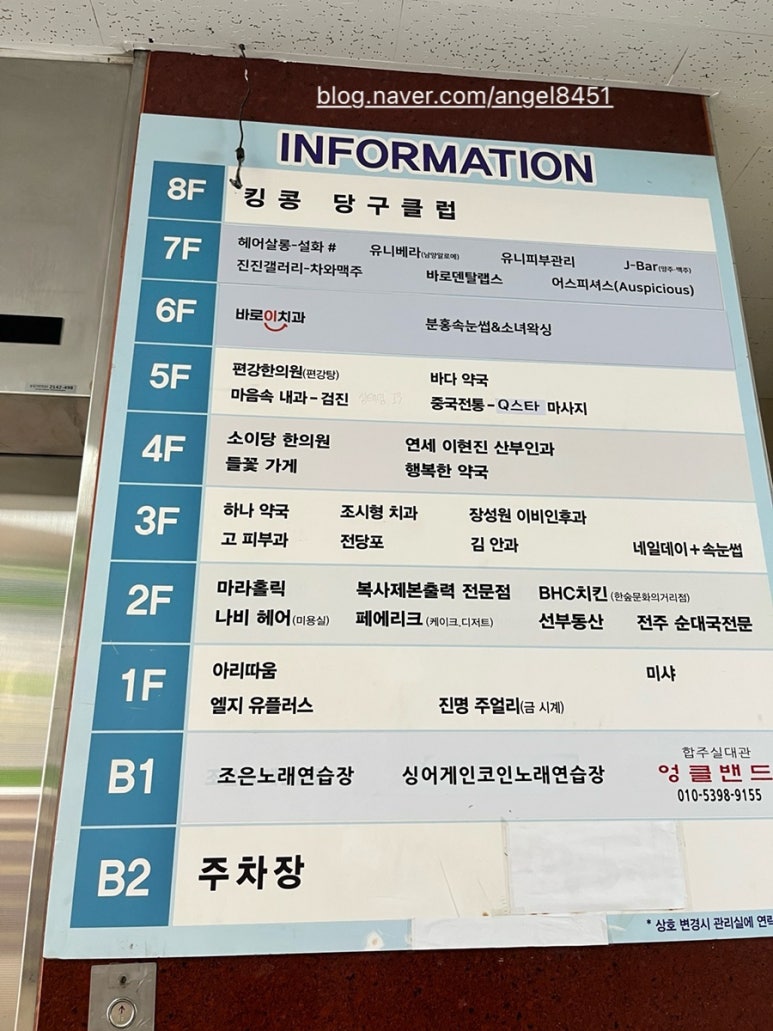 blog.naver.com/angel8451
INFORMATION
8F 킹콩 당구클럽
7F 헤어살롱-설화 # 유니베라(남양알로에) 유니피부관리 J-Bar(양주·맥주)
진진갤러리-차와맥주 바로덴탈랩스 어스피셔스(Auspicious)
6F 바로이치과 분홍속눈썹&소녀왁싱
5F 편강한의원(편강탕) 바다 약국
마음속 내과-검진 중국전통-Q스타 마사지
4F 소이당 한의원 연세 이현진 산부인과
들꽃 가게 행복한 약국
3F 하나 약국 조시형 치과 장성원 이비인후과
고 피부과 전당포 김 안과 네일데이+속눈썹
2F 마라홀릭 복사제본출력 전문점 BHC치킨(한숲문화의거리점)
나비 헤어(미용실) 페에리크(케이크.디저트) 선부동산 전주 순대국전문
1F 아리따움 미샤
엘지 유플러스 진명 주얼리(금 시계)
합주실대관
B1 조은노래연습장 싱어게인코인노래연습장 엉클밴드
010-5398-9155
B2 주차장
* 상호 변경시 관리실에 연락